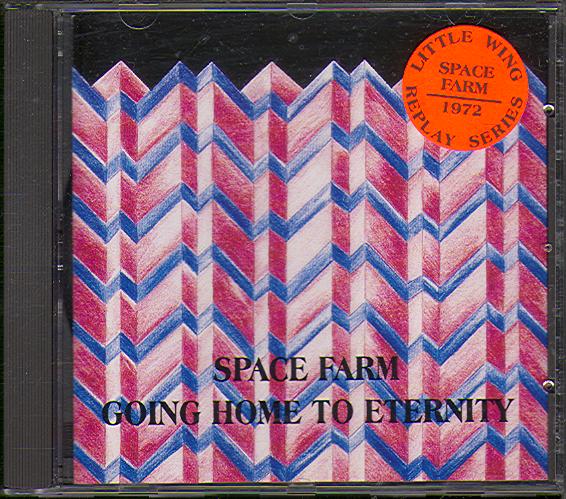 LITTLE WING
SPACE
FARM
1972
REPLAY SERIES
SPACE FARM
GOING HOME TO ETERNITY